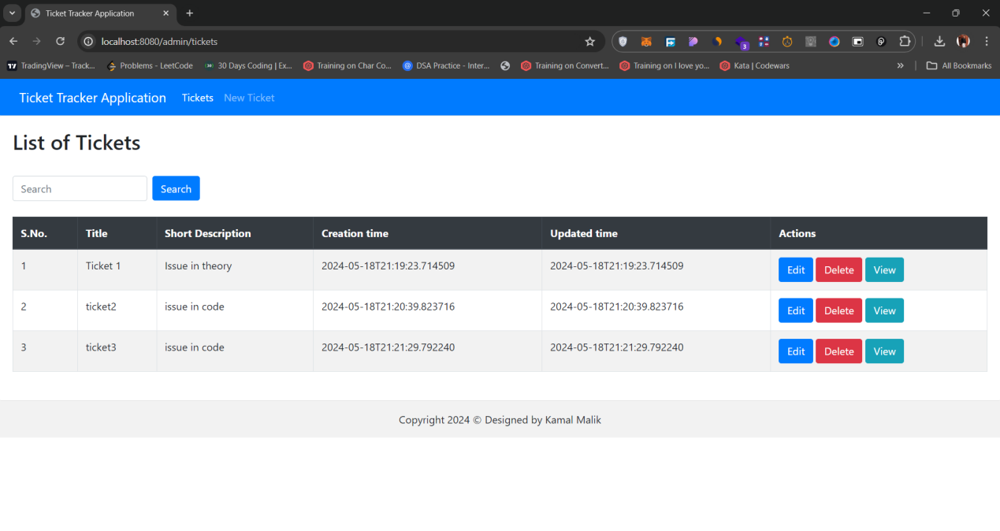 Ticket Tracker Application
localhost:8080/admin/tickets
3
TradingView – Track... Problems - LeetCode 30 Days Coding | Ex... Training on Char Co... DSA Practice - Inter... Training on Convert... Training on I love yo... Kata | Codewars » All Bookmarks
Ticket Tracker Application Tickets New Ticket
List of Tickets
Search Search
S.No. Title Short Description Creation time Updated time Actions
1 Ticket 1 Issue in theory 2024-05-18T21:19:23.714509 2024-05-18T21:19:23.714509 Edit Delete View
2 ticket2 issue in code 2024-05-18T21:20:39.823716 2024-05-18T21:20:39.823716 Edit Delete View
3 ticket3 issue in code 2024-05-18T21:21:29.792240 2024-05-18T21:21:29.792240 Edit Delete View
Copyright 2024 © Designed by Kamal Malik